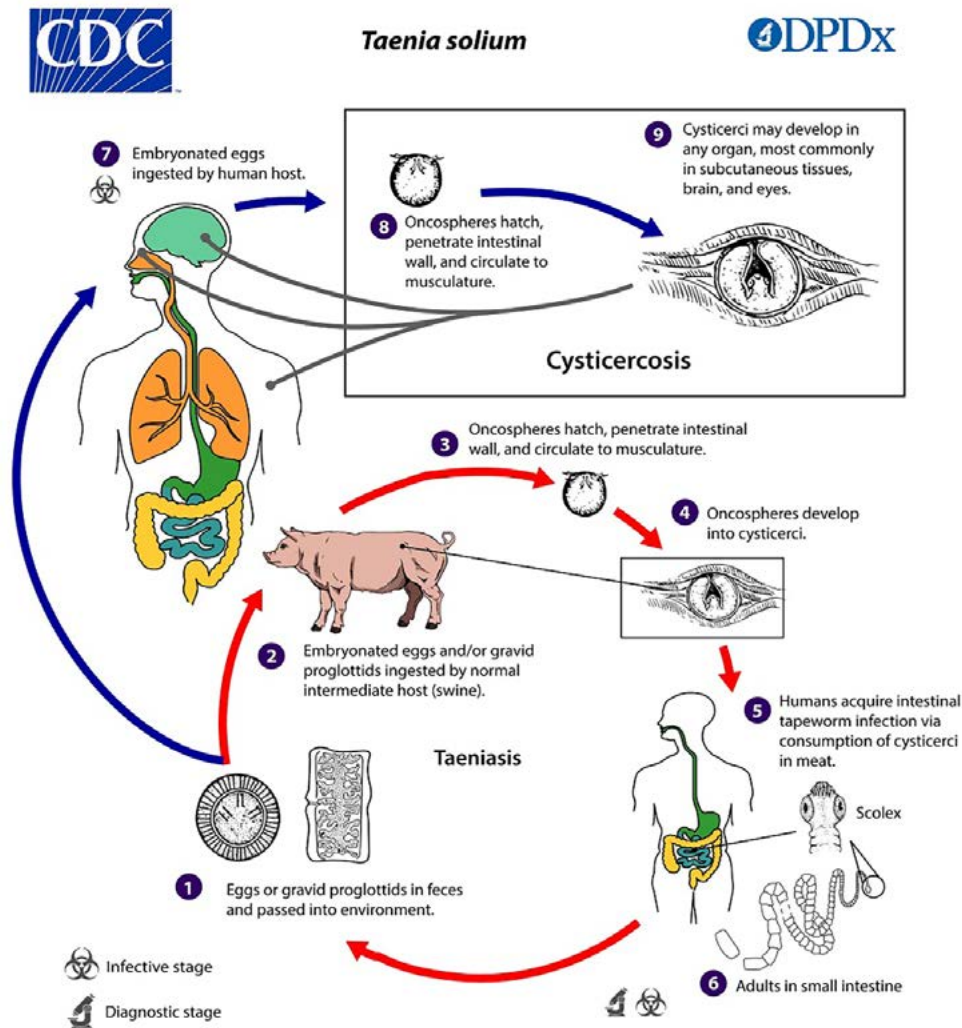 CDC
Taenia solium
DPDx
7 Embryonated eggs
ingested by human host.
8 Oncospheres hatch,
penetrate intestinal
wall, and circulate to
musculature.
9 Cysticerci may develop in
any organ, most commonly
in subcutaneous tissues,
brain, and eyes.
Cysticercosis
3 Oncospheres hatch, penetrate intestinal
wall, and circulate to musculature.
4 Oncospheres develop
into cysticerci.
2 Embryonated eggs and/or gravid
proglottids ingested by normal
intermediate host (swine).
5 Humans acquire intestinal
tapeworm infection via
consumption of cysticerci
in meat.
Taeniasis
Scolex
1 Eggs or gravid proglottids in feces
and passed into environment.
6 Adults in small intestine
Infective stage
Diagnostic stage